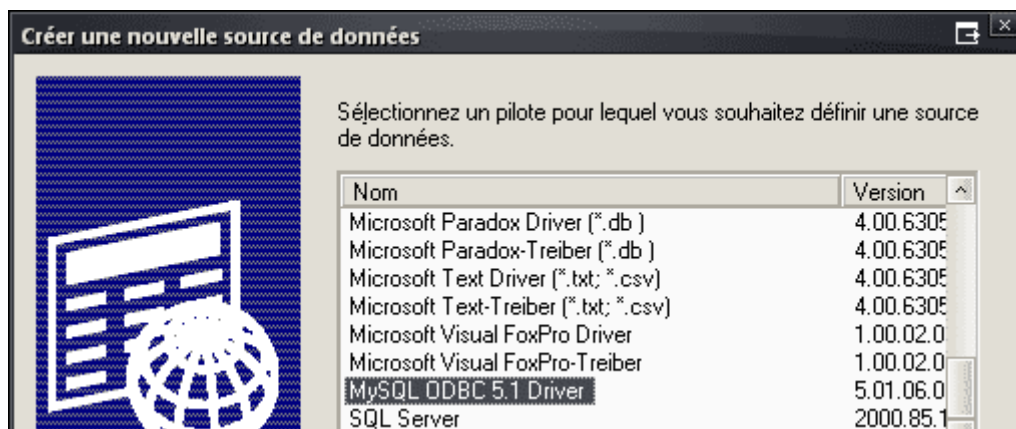 Créer une nouvelle source de données
Sélectionnez un pilote pour lequel vous souhaitez définir une source
de données.
Nom Version
Microsoft Paradox Driver (*.db ) 4.00.6305
Microsoft Paradox-Treiber (*.db ) 4.00.6305
Microsoft Text Driver (*.txt; *.csv) 4.00.6305
Microsoft Text-Treiber (*.txt; *.csv) 4.00.6305
Microsoft Visual FoxPro Driver 1.00.02.0
Microsoft Visual FoxPro-Treiber 1.00.02.0
MySQL ODBC 5.1 Driver 5.01.06.0
SQL Server 2000.85.1